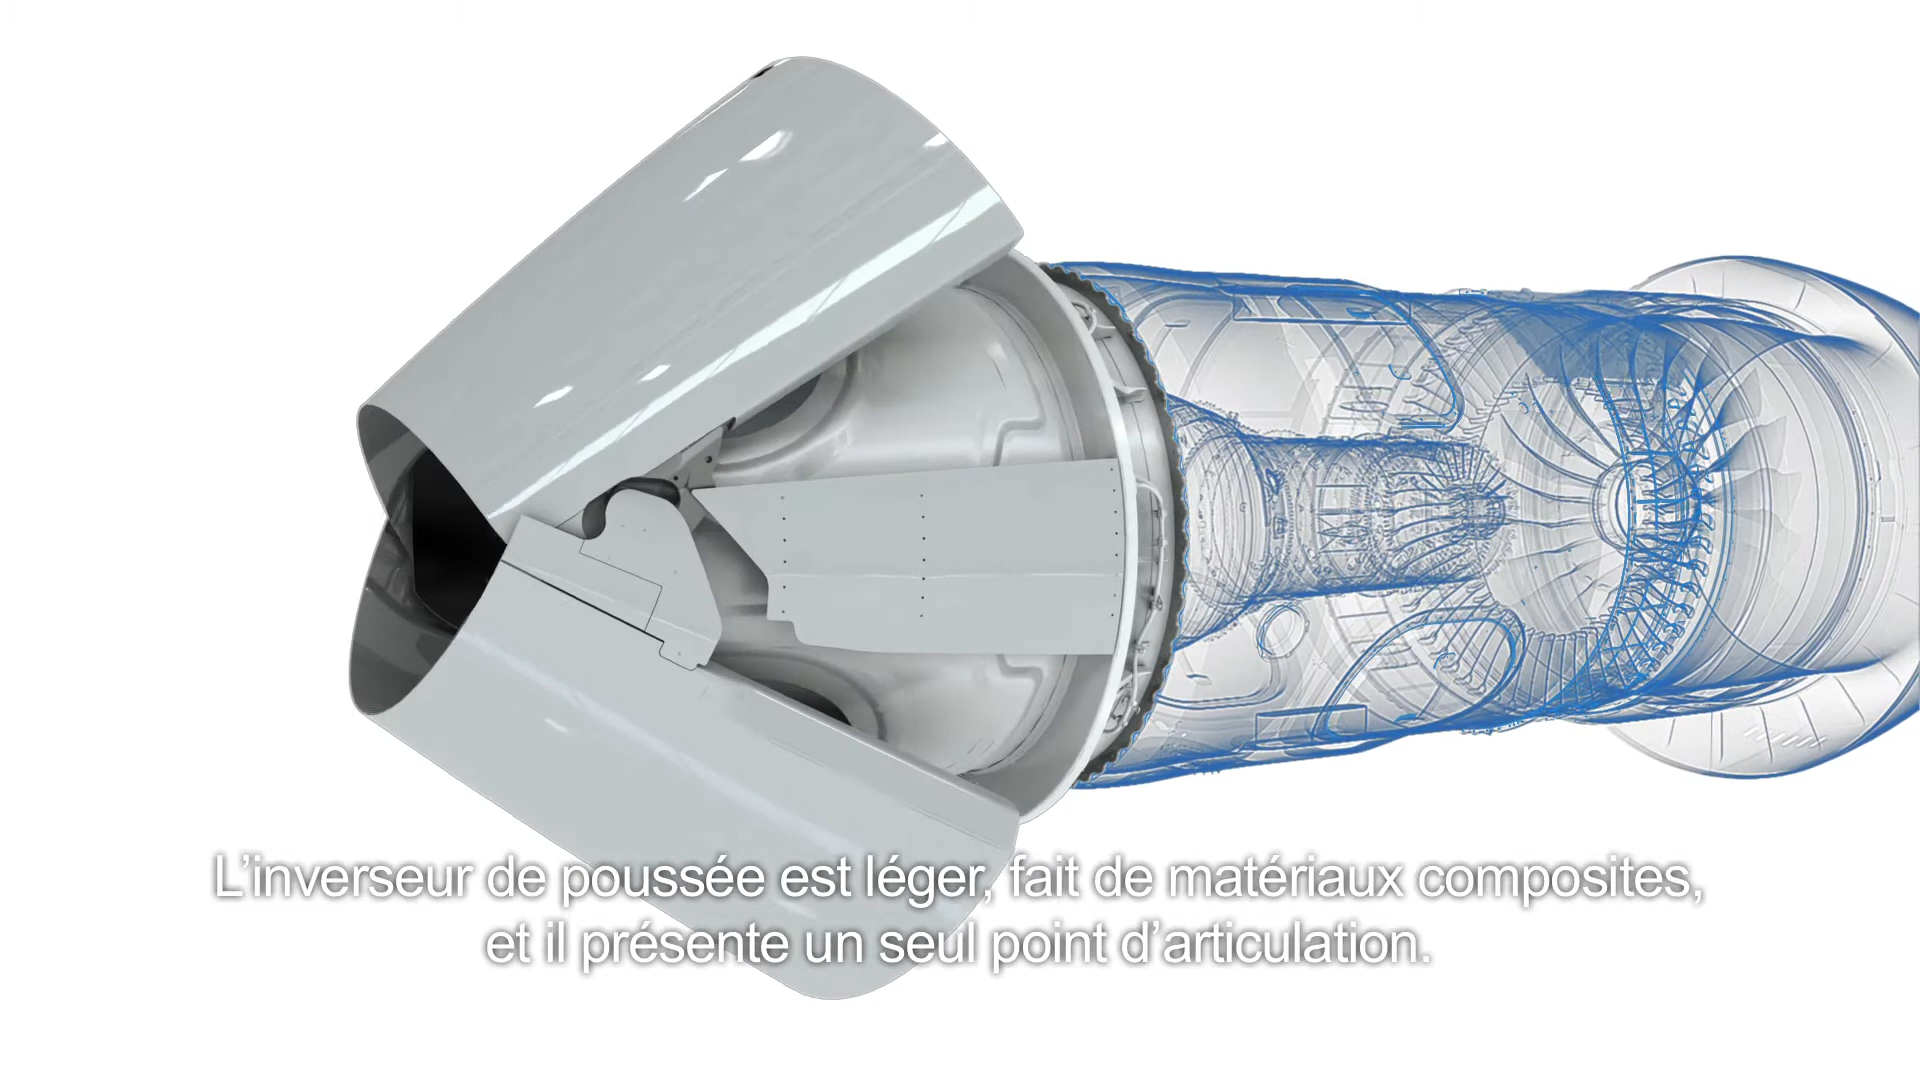 L’inverseur de poussée est léger, fait de matériaux composites,
et il présente un seul point d’articulation.